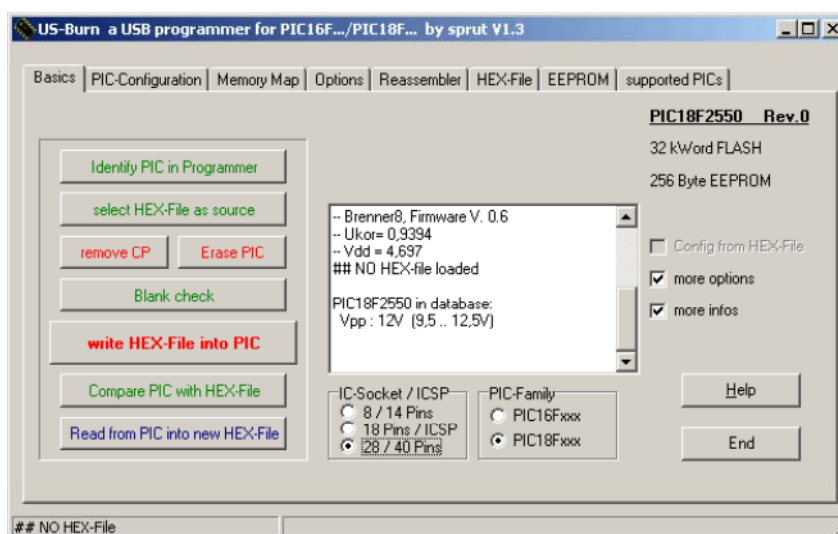 US-Burn a USB programmer for PIC16F.../PIC18F... by sprut V1.3
Basics PIC-Configuration Memory Map Options Reassembler HEX-File EEPROM supported PICs
Identify PIC in Programmer
select HEX-File as source
remove CP Erase PIC
Blank check
write HEX-File into PIC
Compare PIC with HEX-File
Read from PIC into new HEX-File
-- Brenner8, Firmware V. 0.6
-- Ukor= 0,9394
-- Vdd = 4,697
## NO HEX-file loaded
PIC18F2550 in database:
Vpp : 12V (9,5 .. 12,5V)
IC-Socket / ICSP
8 / 14 Pins
18 Pins / ICSP
28 / 40 Pins
PIC-Family
PIC16Fxxx
PIC18Fxxx
PIC18F2550 Rev.0
32 kWord FLASH
256 Byte EEPROM
Config from HEX-File
more options
more infos
Help
End
## NO HEX-File